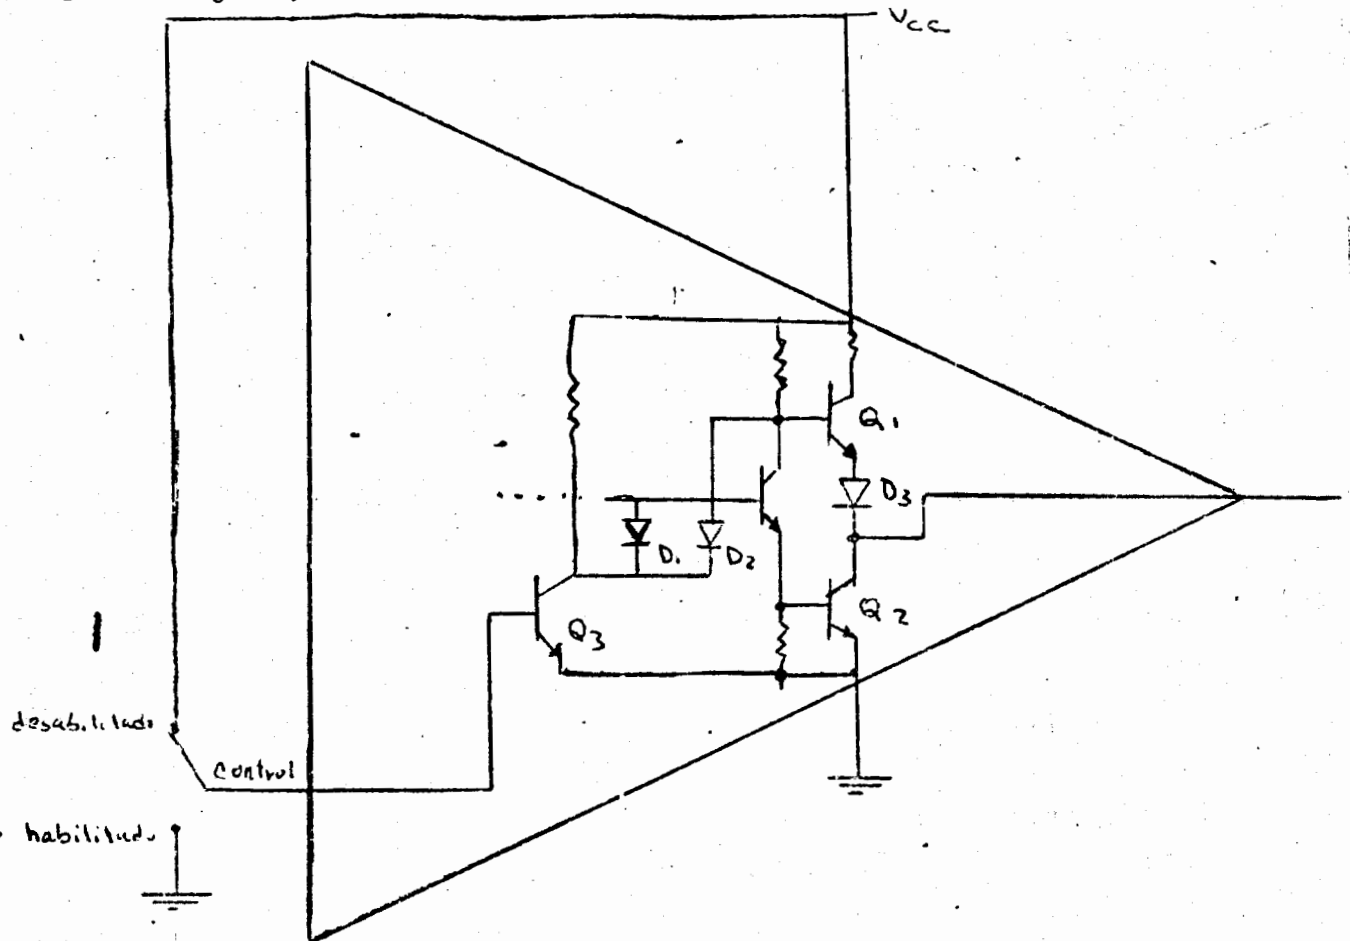 Vcc
Q1
D3
D1
D2
Q2
Q3
desabilitado
control
habilitado